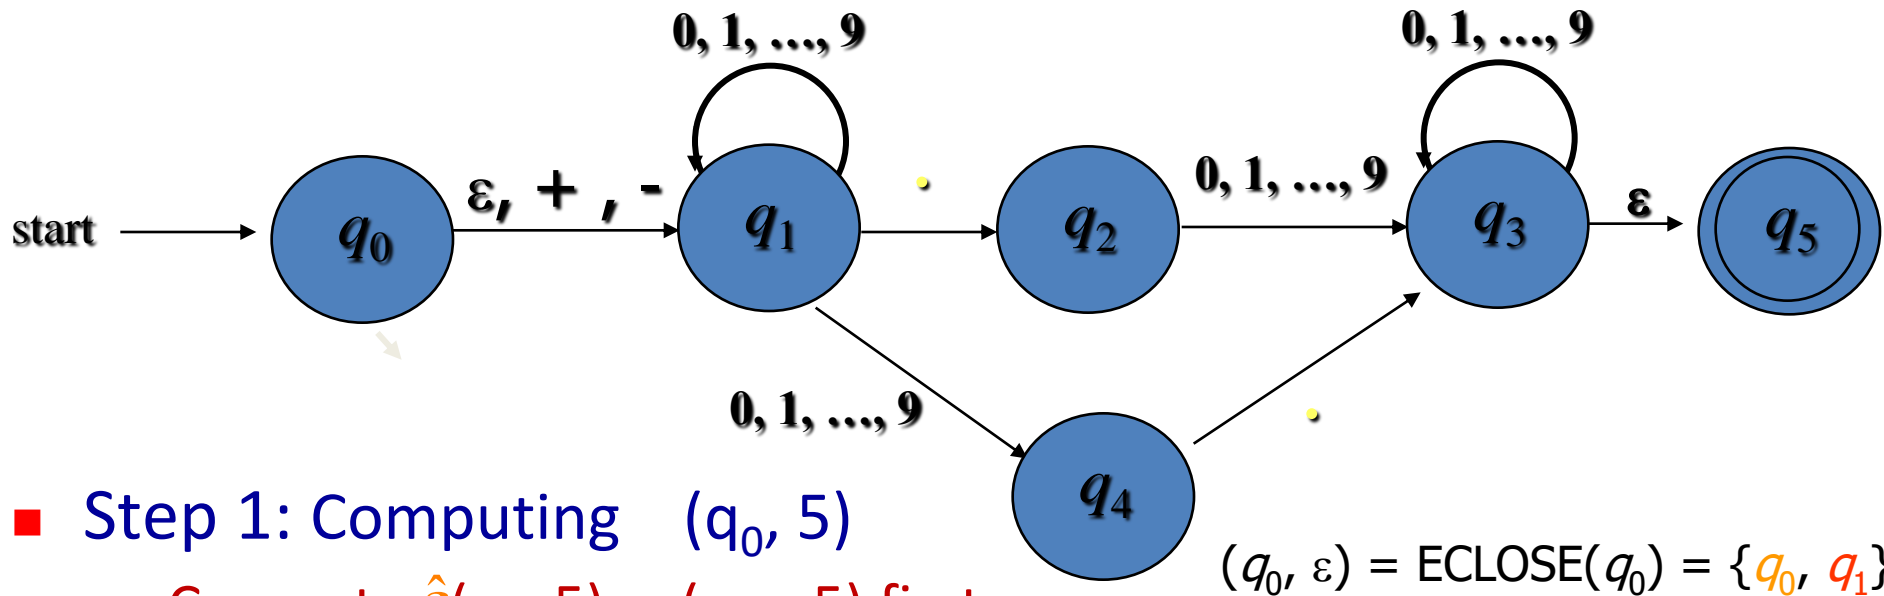 0, 1, …, 9
0, 1, …, 9
start
q0
ε, + , -
q1
.
q2
0, 1, …, 9
q3
ε
q5
0, 1, …, 9
.
q4
Step 1: Computing (q0, 5)
(q0, ε) = ECLOSE(q0) = {q0, q1}